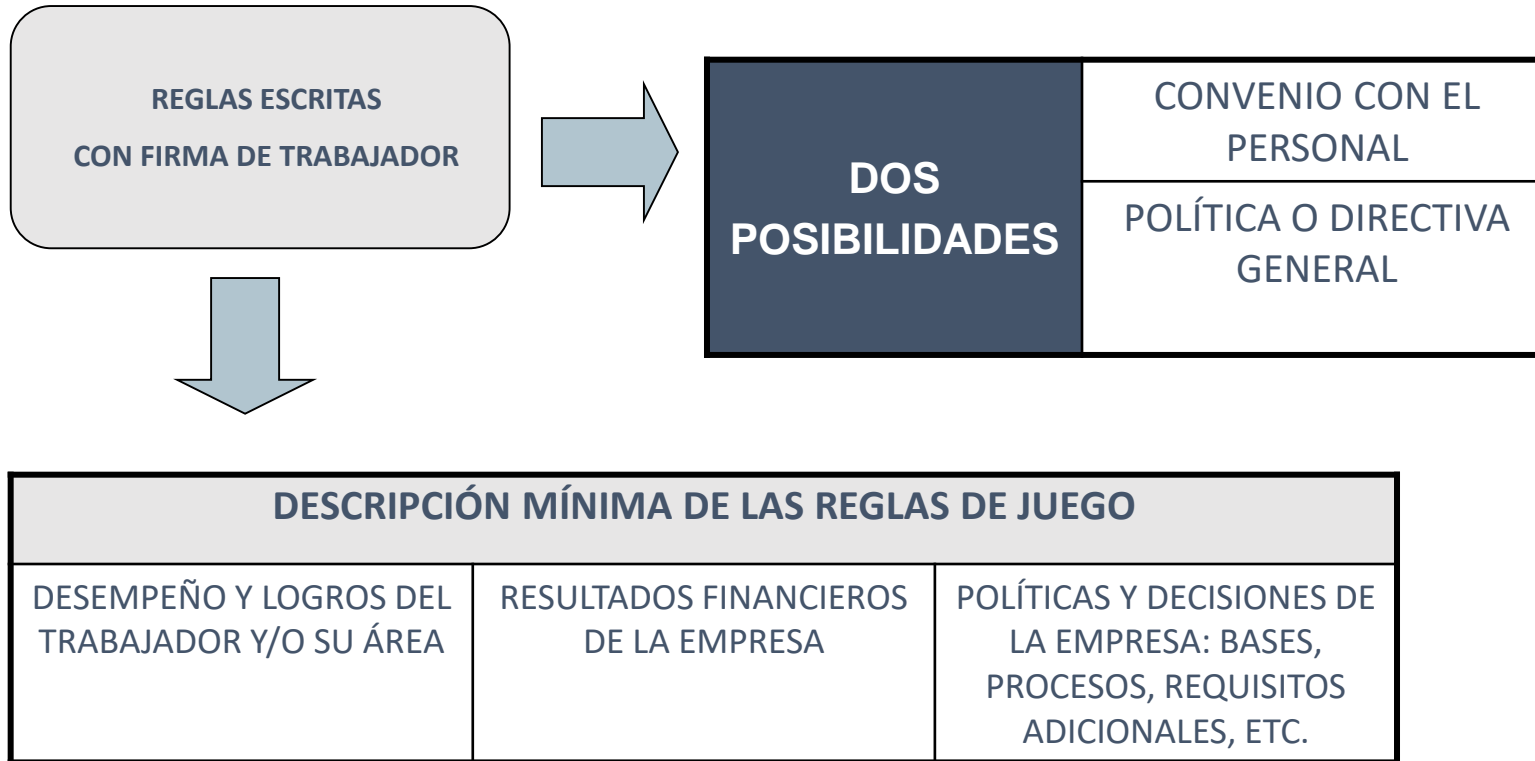 REGLAS ESCRITAS
CON FIRMA DE TRABAJADOR
DOS
POSIBILIDADES
CONVENIO CON EL
PERSONAL
POLÍTICA O DIRECTIVA
GENERAL
DESCRIPCIÓN MÍNIMA DE LAS REGLAS DE JUEGO
DESEMPEÑO Y LOGROS DEL
TRABAJADOR Y/O SU ÁREA
RESULTADOS FINANCIEROS
DE LA EMPRESA
POLÍTICAS Y DECISIONES DE
LA EMPRESA: BASES,
PROCESOS, REQUISITOS
ADICIONALES, ETC.